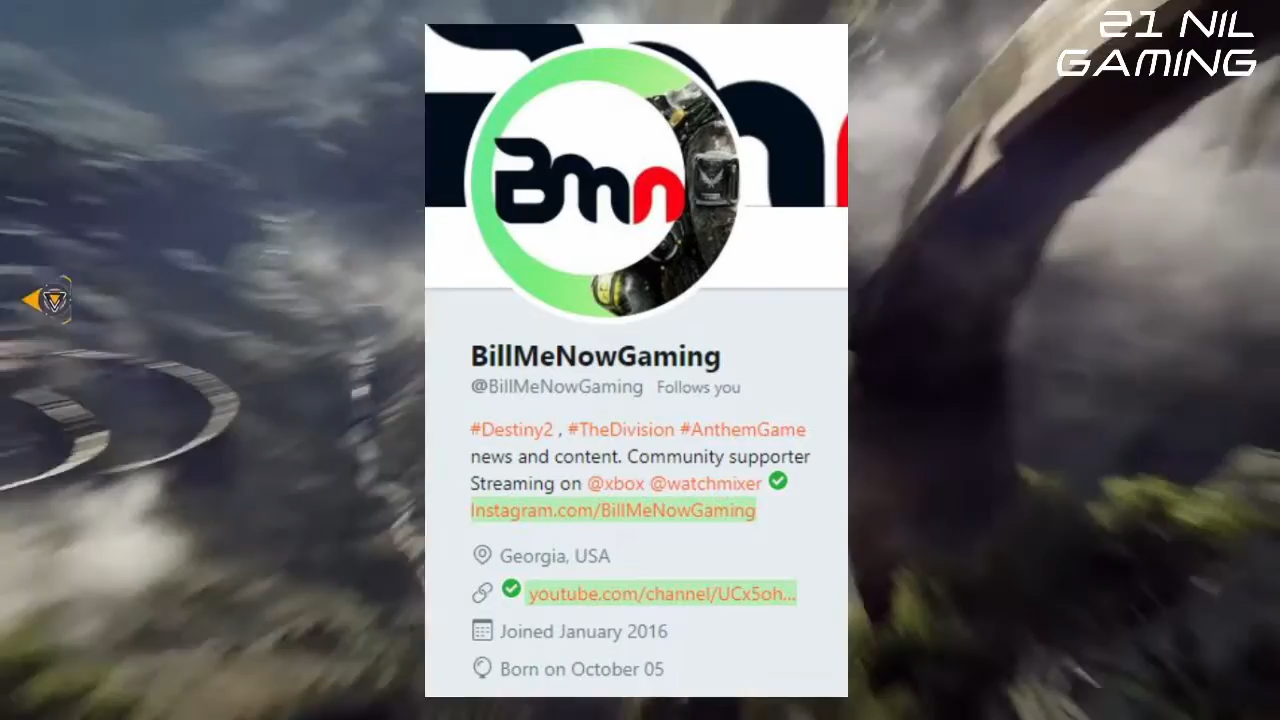 21 NIL
GAMING
Bmn
BillMeNowGaming
@BillMeNowGaming Follows you
#Destiny2 , #TheDivision #AnthemGame
news and content. Community supporter
Streaming on @xbox @watchmixer
Instagram.com/BillMeNowGaming
Georgia, USA
youtube.com/channel/UCx5oh...
Joined January 2016
Born on October 05